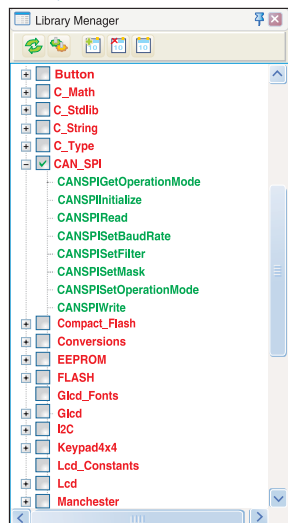 Library Menager
Button
C_Math
C_Stdlib
C_String
C_Type
CAN_SPI
CANSPIGetOperationMode
CANSPIInitialize
CANSPIRead
CANSPISetBaudRate
CANSPISetFilter
CANSPISetMask
CANSPISetOperationMode
CANSPIWrite
Compact_Flash
Conversions
EEPROM
FLASH
Glcd_Fonts
Glcd
I2C
Keypad4x4
Lcd_Constants
Lcd
Manchester